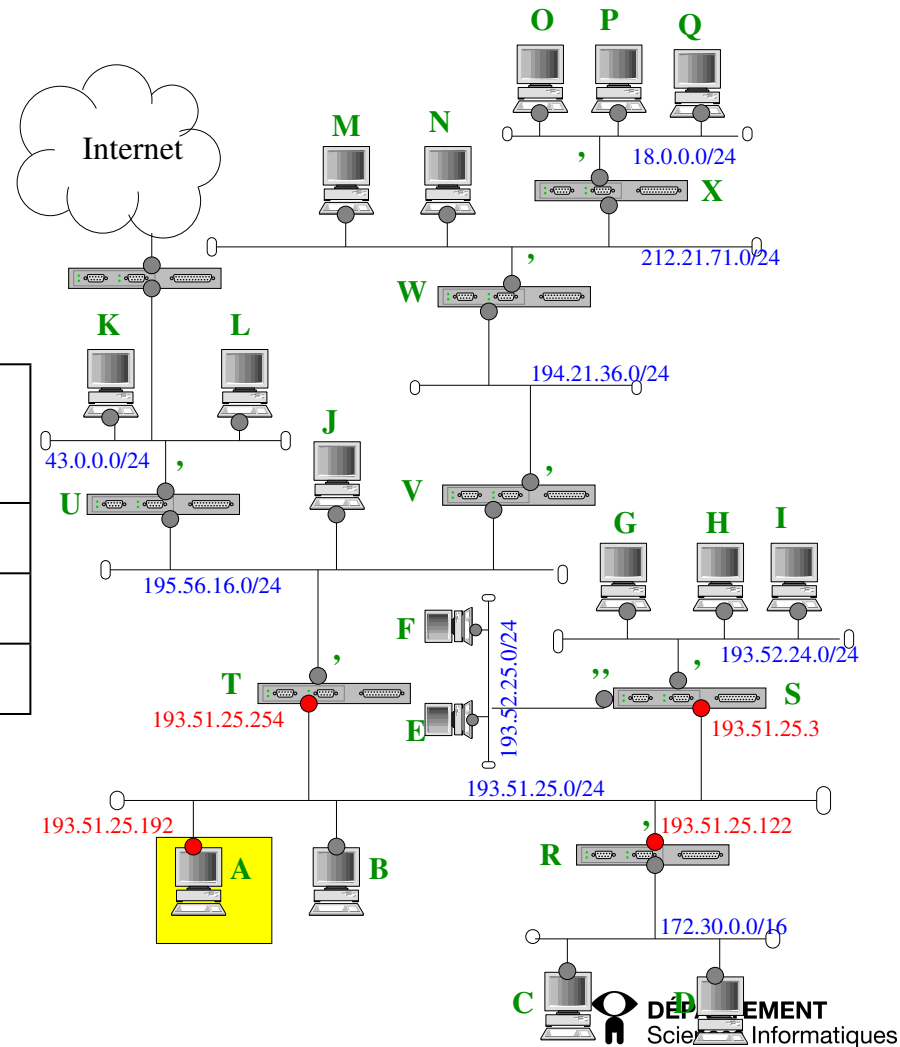 O P Q
Internet
M N
18.0.0.0/24
’
X
212.21.71.0/24
’
W
K L
194.21.36.0/24
J
43.0.0.0/24
’
’
U
V
G H I
195.56.16.0/24
F
193.52.25.0/24
193.52.24.0/24
’
’’
’
T
S
193.51.25.254
E
193.51.25.3
193.51.25.0/24
193.51.25.192
’
193.51.25.122
A
B
R
172.30.0.0/16
C
D
DÉPA EMENT
Scie Informatiques